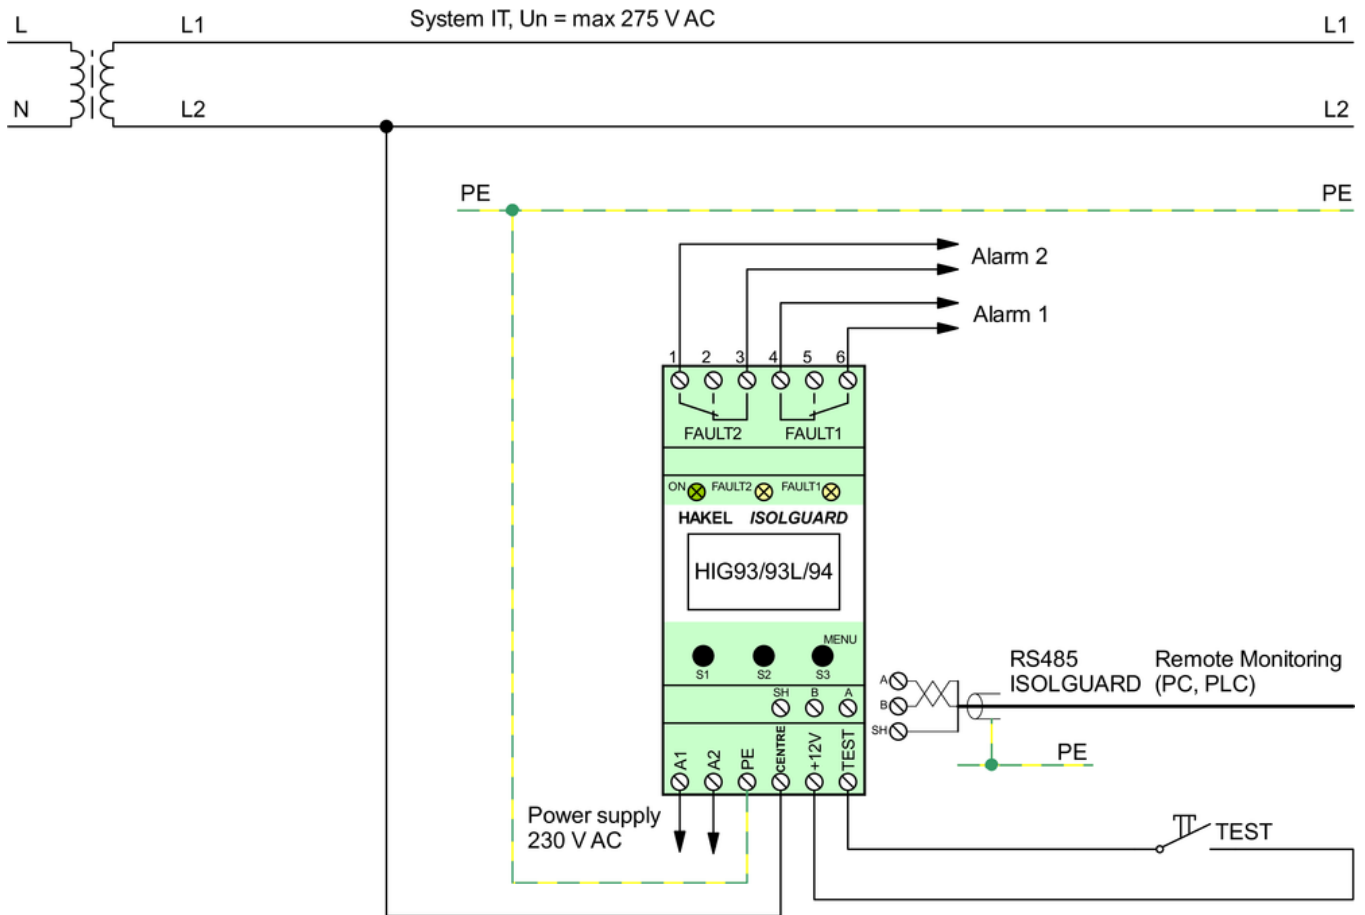 L
L1
System IT, Un = max 275 V AC
L1
N
L2
L2
PE
PE
Alarm 2
Alarm 1
1 2 3 4 5 6
FAULT2 FAULT1
ON FAULT2 FAULT1
HAKEL ISOLGUARD
HIG93/93L/94
MENU
S1 S2 S3
SH B A
A1 A2 PE CENTRE +12V TEST
A
B
SH
RS485
ISOLGUARD
Remote Monitoring
(PC, PLC)
PE
Power supply
230 V AC
TEST